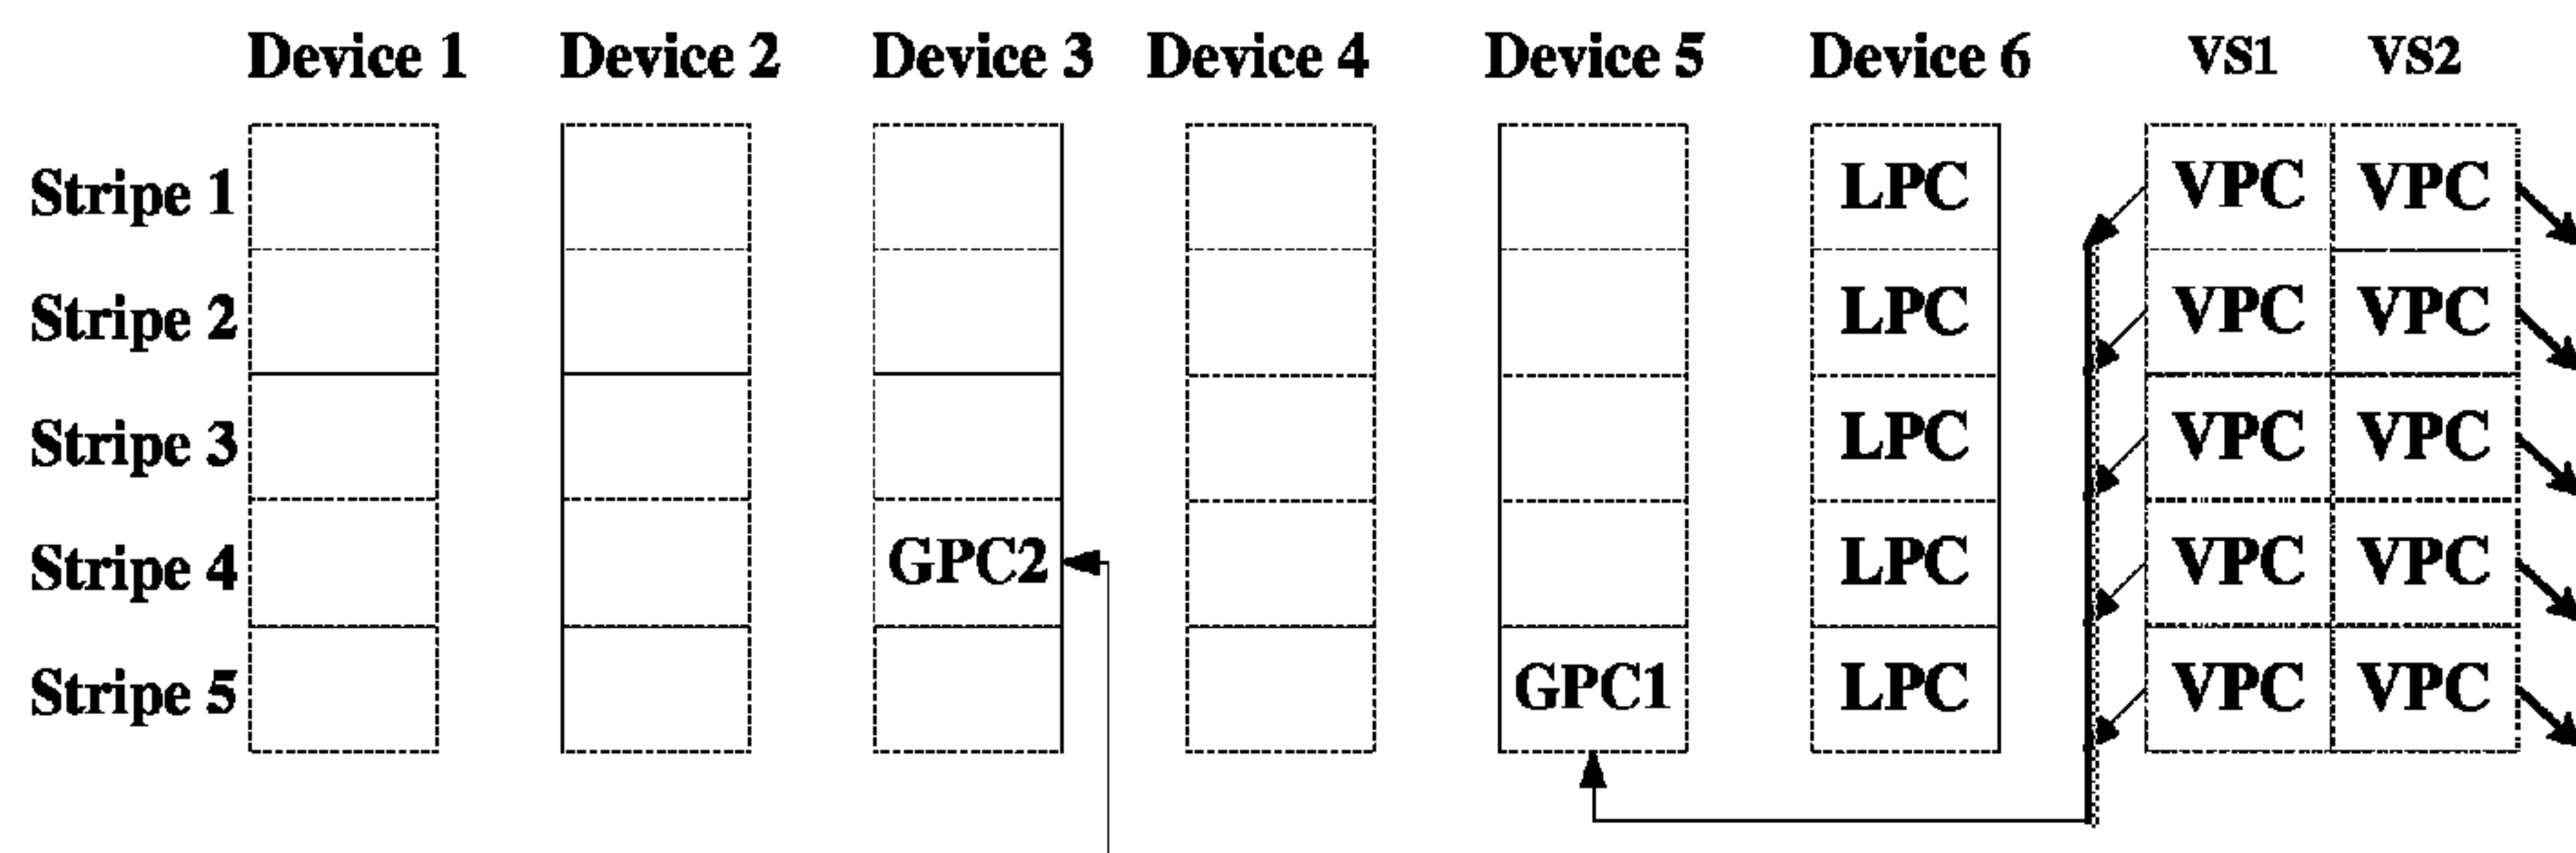 Device 1 Device 2 Device 3 Device 4 Device 5 Device 6 VS1 VS2
Stripe 1 LPC VPC VPC
Stripe 2 LPC VPC VPC
Stripe 3 LPC VPC VPC
Stripe 4 GPC2 LPC VPC VPC
Stripe 5 GPC1 LPC VPC VPC